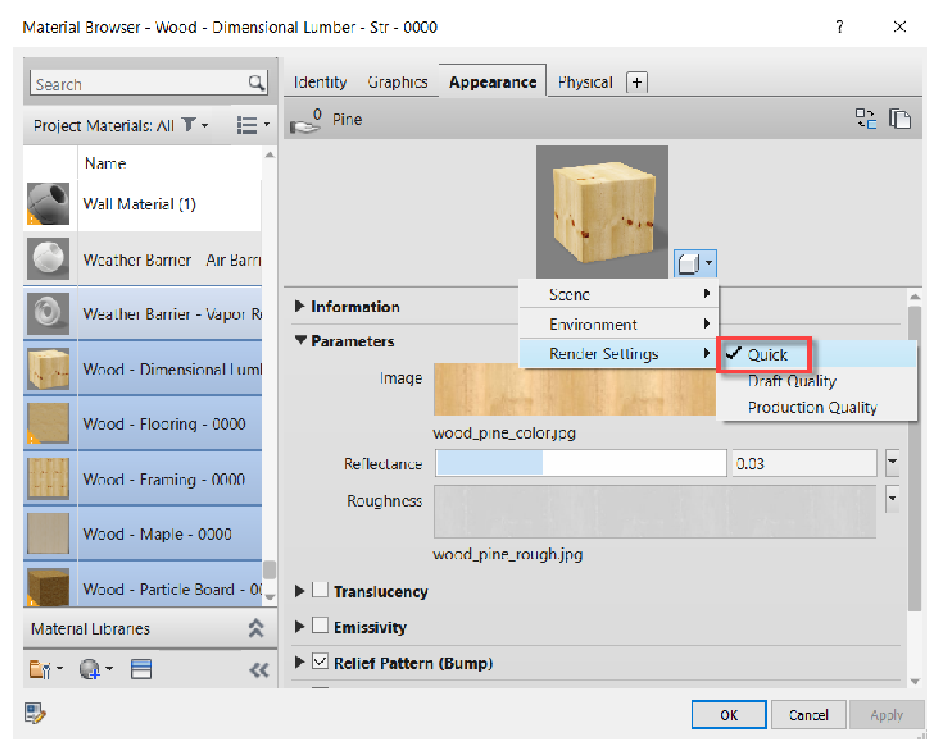 Material Browser - Wood - Dimensional Lumber - Str - 0000
?
Search
Identity Graphics Appearance Physical +
Project Materials: All
0 Pine
Name
Wall Material (1)
Weather Barrier - Air Barri
Weather Barrier - Vapor R
Wood - Dimensional Lum
Wood - Flooring - 0000
Wood - Framing - 0000
Wood - Maple - 0000
Wood - Particle Board - 0
Material Libraries
Scene
Environment
Render Settings
Quick
Draft Quality
Production Quality
Information
Parameters
Image
wood_pine_color.jpg
Reflectance 0.03
Roughness
wood_pine_rough.jpg
Translucency
Emissivity
Relief Pattern (Bump)
OK Cancel Apply